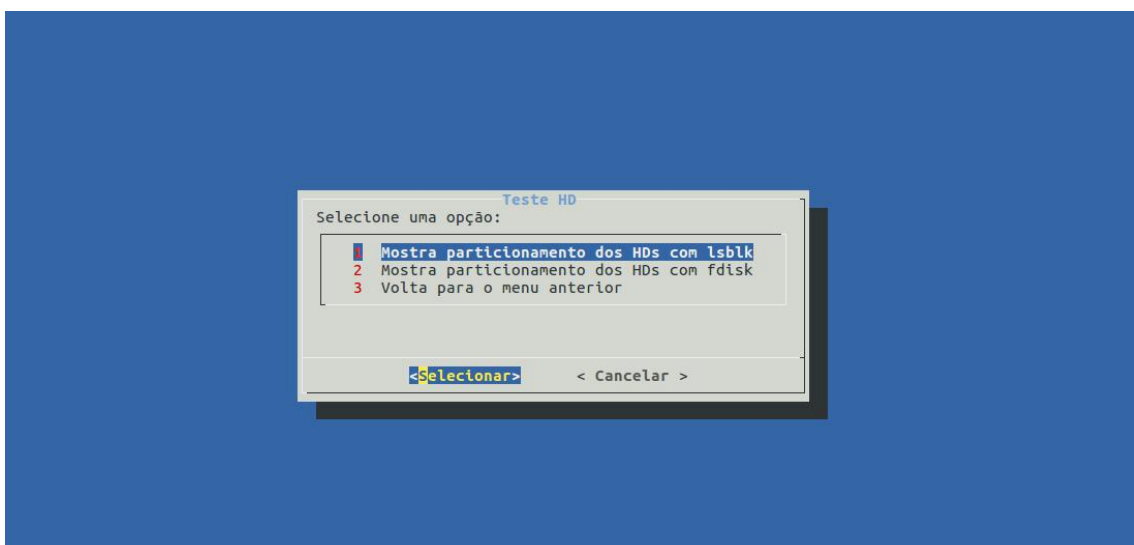 Teste HD
Selecione uma opção:
1 Mostra particionamento dos HDs com lsblk
2 Mostra particionamento dos HDs com fdisk
3 Volta para o menu anterior
<Selecionar> < Cancelar >